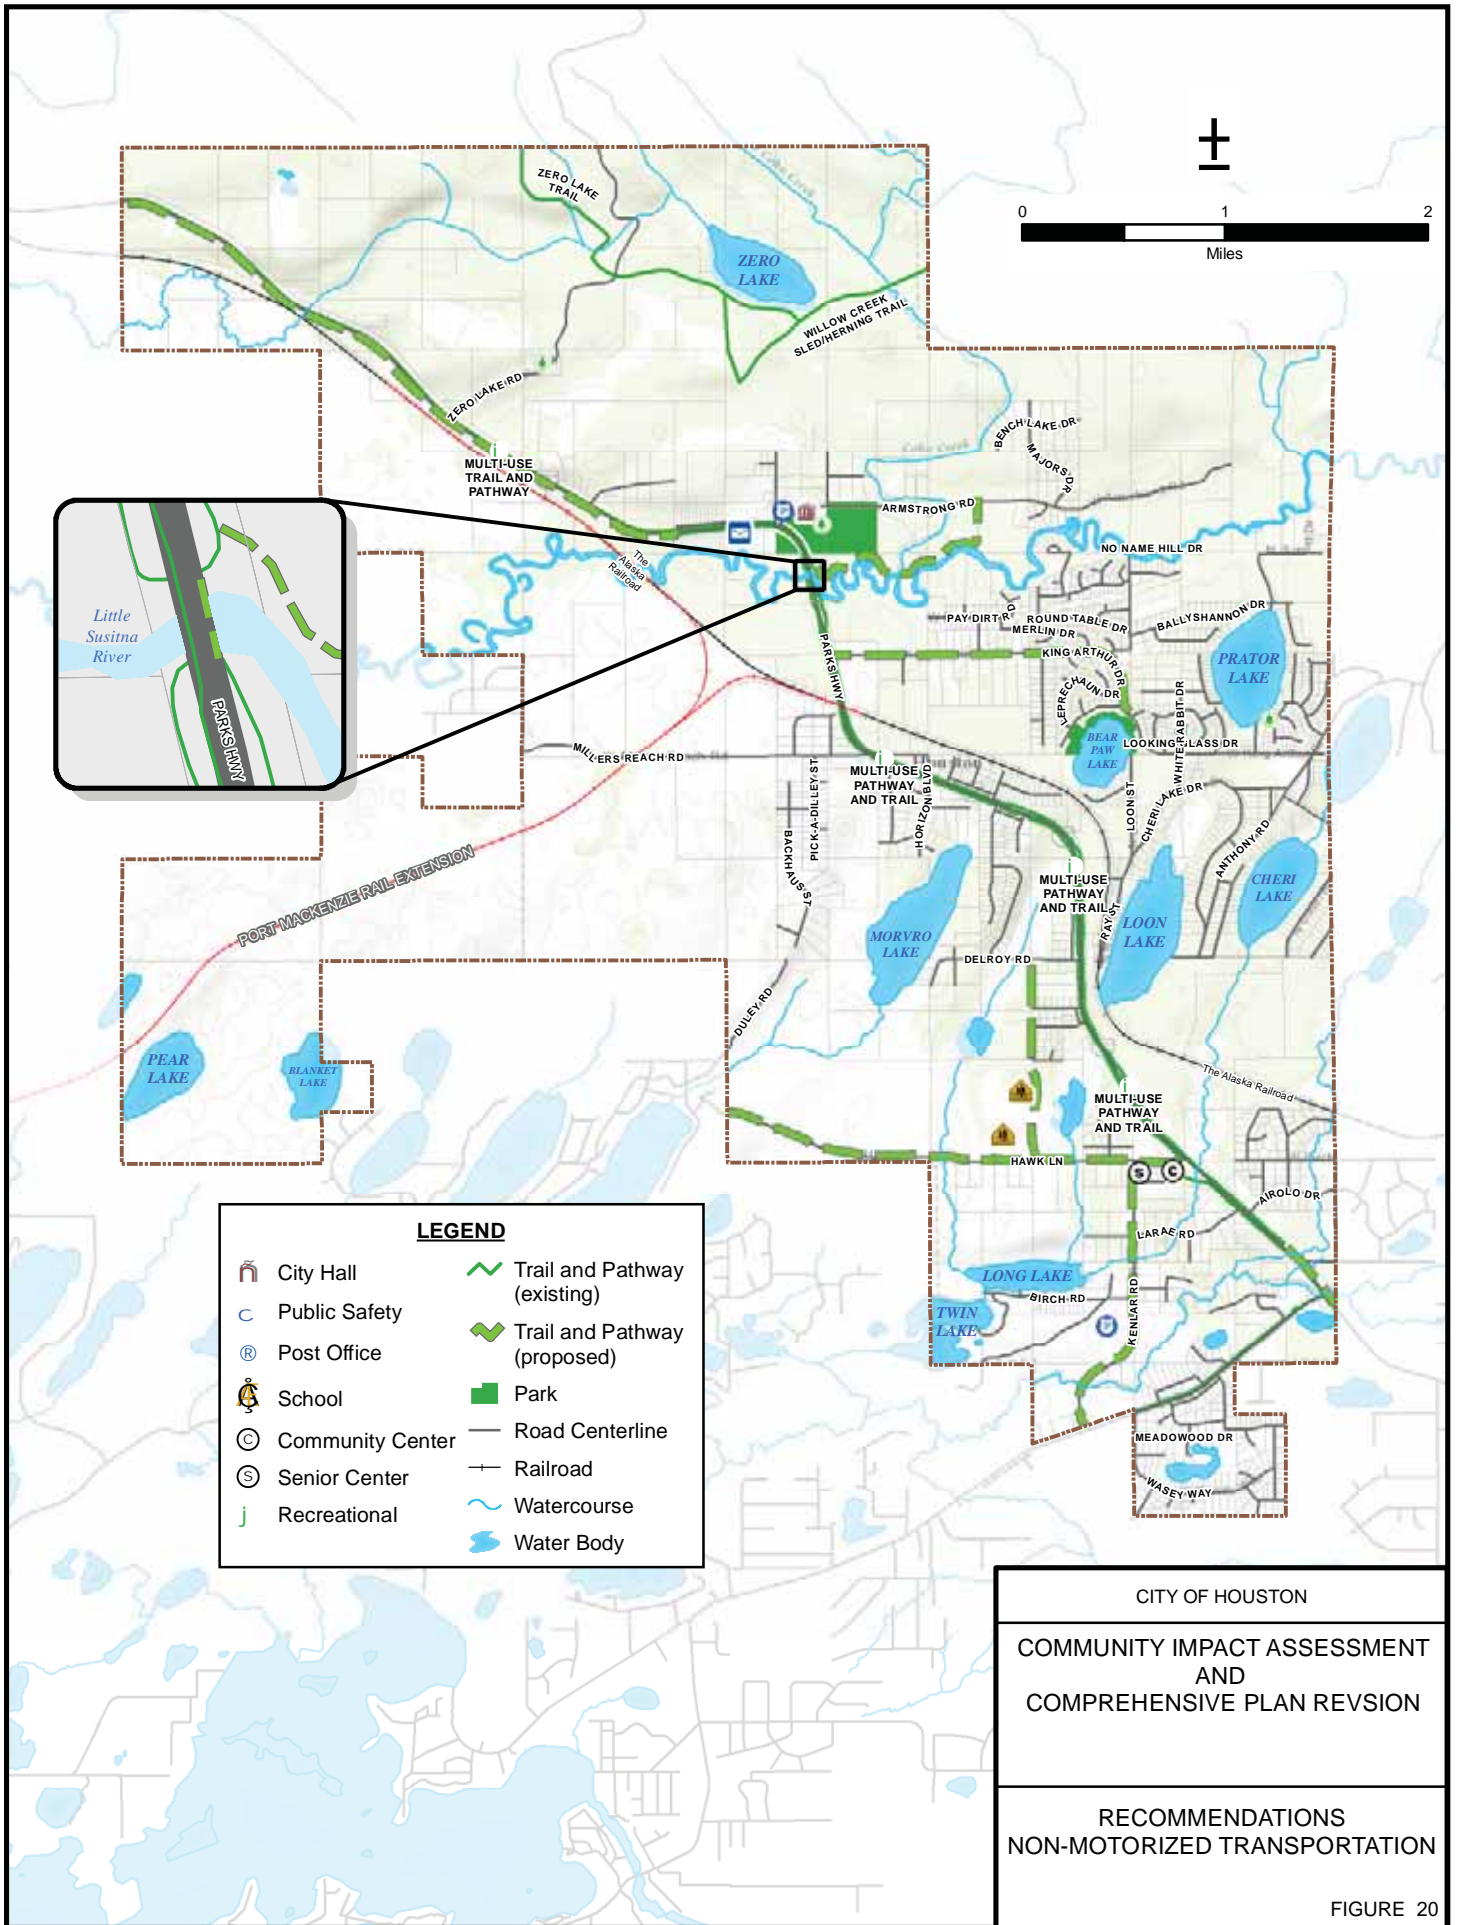 ±
0 1 2
Miles
ZERO LAKE
TRAIL
Coho Creek
ZERO
LAKE
WILLOW CREEK
SLED/HERNING TRAIL
ZERO LAKE RD
BENCH LAKE DR
MAJORS DR
Coho Creek
j
MULTI-USE
TRAIL AND
PATHWAY
ARMSTRONG RD
NO NAME HILL DR
The
Alaska
Railroad
Little
Susitna
River
PARKS HWY
PAY DIRT RD
ROUND TABLE DR
MERLIN DR
BALLYSHANNON DR
KING ARTHUR DR
PRATOR
LAKE
LEPRECHAUN DR
WHITE RABBIT DR
PARKS HWY
BEAR
PAW
LAKE
LOOKING GLASS DR
MILLERS REACH RD
Houston
j
MULTI-USE
PATHWAY
AND TRAIL
PICK-A-DILLEY ST
HORIZON BLVD
LOON ST
CHERI LAKE DR
BACKHAUS ST
ANTHONY RD
PORT MACKENZIE RAIL EXTENSION
j
MULTI-USE
PATHWAY
AND TRAIL
RAY ST
CHERI
LAKE
LOON
LAKE
MORVRO
LAKE
DELROY RD
DULEY RD
PEAR
LAKE
BLANKET
LAKE
The Alaska Railroad
j
MULTI-USE
PATHWAY
AND TRAIL
HAWK LN
S C
AIROLO DR
LARAE RD
LONG LAKE
BIRCH RD
KENLAR RD
TWIN
LAKE
MEADOWOOD DR
WASEY WAY
LEGEND
City Hall
C Public Safety
® Post Office
School
C Community Center
S Senior Center
j Recreational
Trail and Pathway
(existing)
Trail and Pathway
(proposed)
Park
Road Centerline
Railroad
Watercourse
Water Body
CITY OF HOUSTON
COMMUNITY IMPACT ASSESSMENT
AND
COMPREHENSIVE PLAN REVSION
RECOMMENDATIONS
NON-MOTORIZED TRANSPORTATION
FIGURE 20